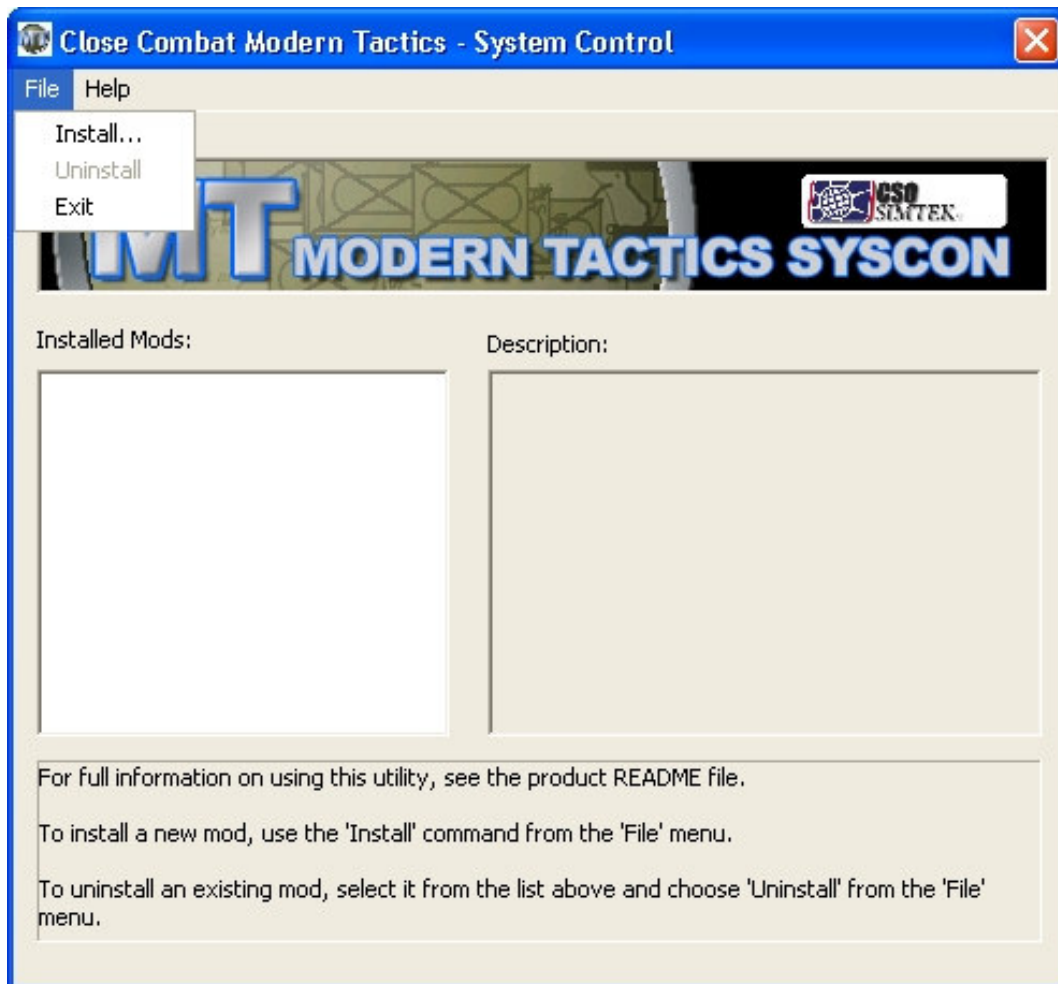 Close Combat Modern Tactics - System Control
File Help
Install...
Uninstall
Exit
CSO
SIMTEK
MT MODERN TACTICS SYSCON
Installed Mods:
Description:
For full information on using this utility, see the product README file.
To install a new mod, use the 'Install' command from the 'File' menu.
To uninstall an existing mod, select it from the list above and choose 'Uninstall' from the 'File'
menu.